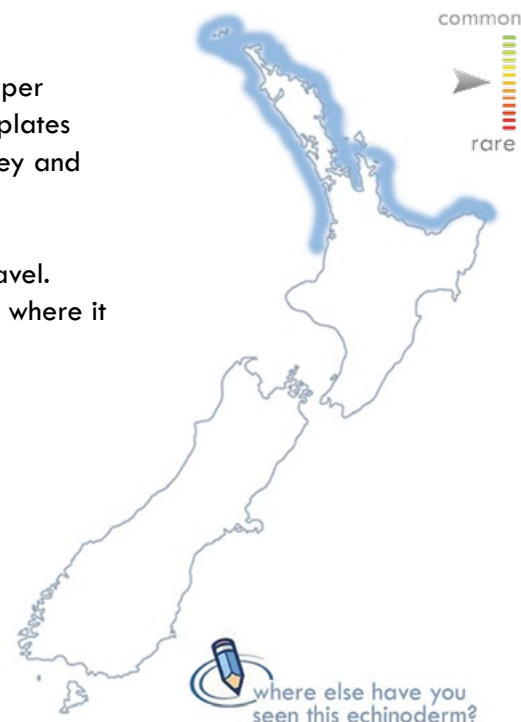 common
per
plates
ey and
rare
avel.
where it
where else have you
seen this echinoderm?